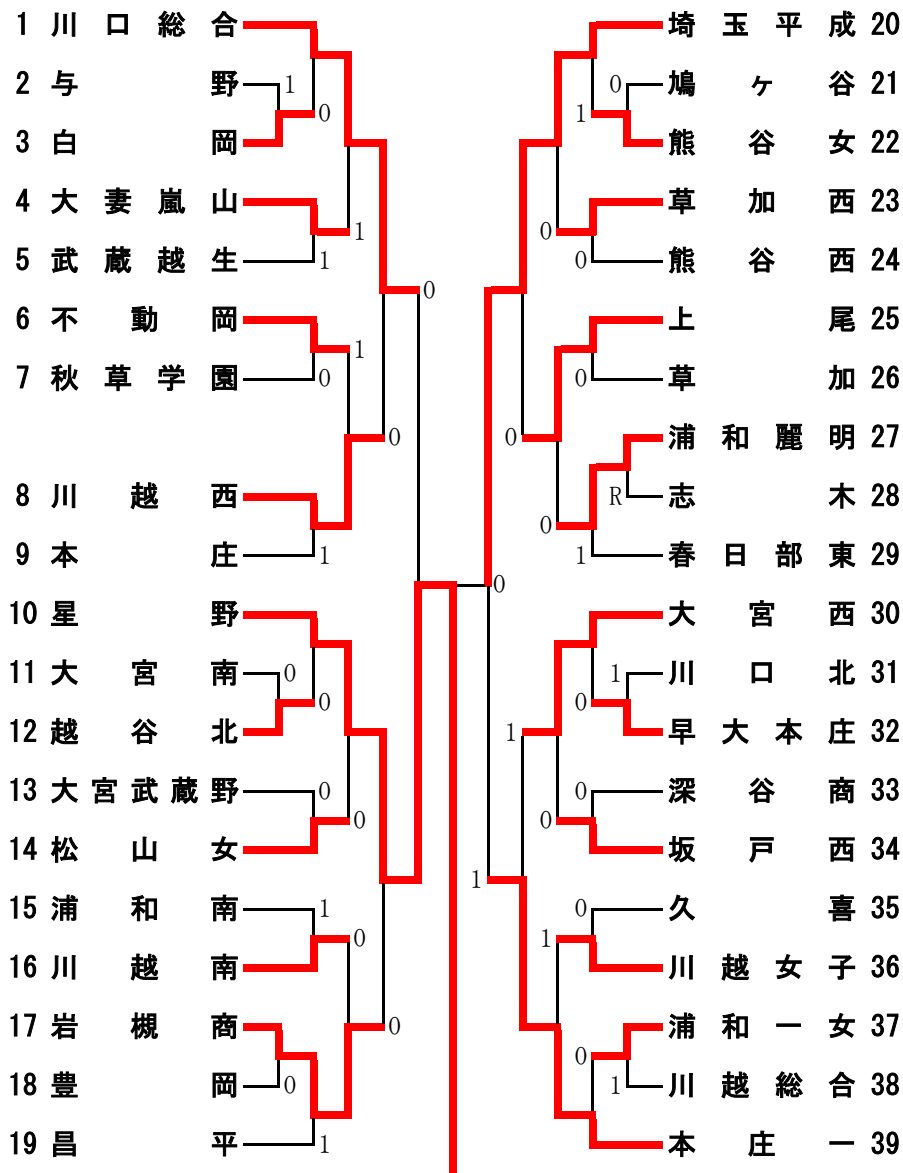 1 川口総合
2 与野
3 白岡
4 大妻嵐山
5 武蔵越生
6 不動岡
7 秋草学園
8 川越西
9 本庄
10 星野
11 大宮南
12 越谷北
13 大宮武蔵野
14 松山女
15 浦和南
16 川越南
17 岩槻商
18 豊岡
19 昌平
1
0
1
1
1
0
0
1
0
0
0
0
0
1
0
0
0
1
0
埼玉平成 20
鳩ヶ谷 21
熊谷女 22
草加西 23
熊谷西 24
上尾 25
草加 26
浦和麗明 27
志木 28
春日部東 29
大宮西 30
川口北 31
早大本庄 32
深谷商 33
坂戸西 34
久喜 35
川越女子 36
浦和一女 37
川越総合 38
本庄一 39
0
1
0
0
0
0
R
0
1
0
1
0
1
0
0
1
0
1
0
1